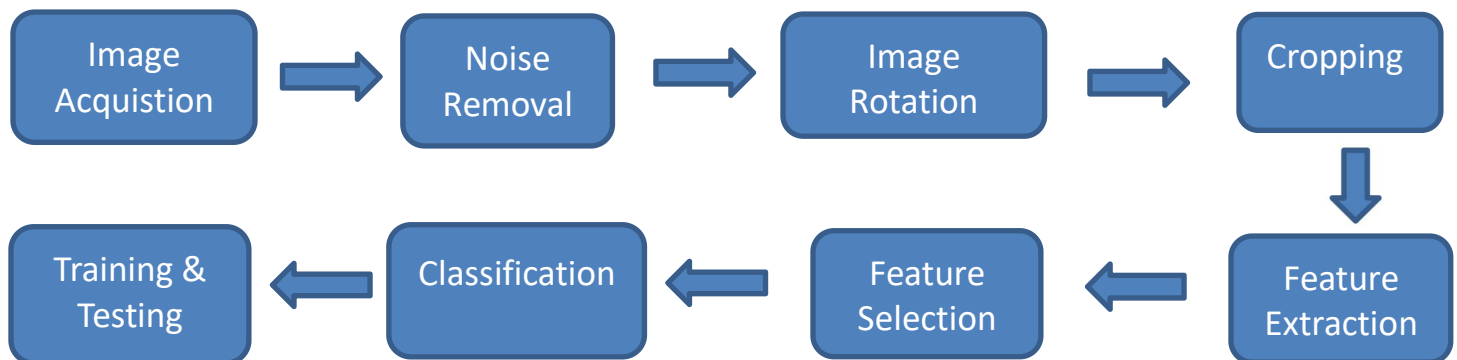 Image
Acquistion
Noise
Removal
Image
Rotation
Cropping
Feature
Extraction
Feature
Selection
Classification
Training &
Testing